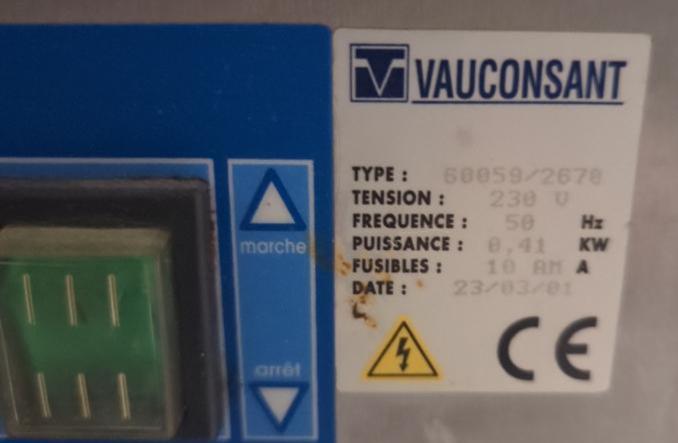 VAUCONSANT
TYPE : 60059/2670
TENSION : 230 V
FREQUENCE : 50 Hz
PUISSANCE : 0,41 KW
FUSIBLES : 10 AM A
DATE : 23/03/01
CE
marche
arrêt